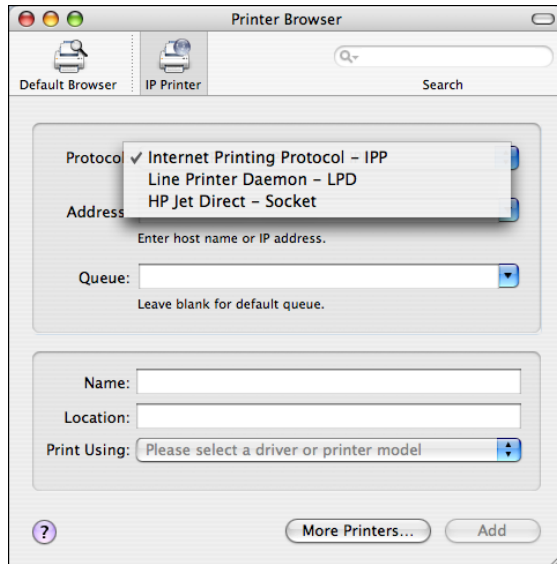 Printer Browser
Default Browser
IP Printer
Search
Protocol
✓ Internet Printing Protocol – IPP
Line Printer Daemon – LPD
HP Jet Direct – Socket
Address
Enter host name or IP address.
Queue:
Leave blank for default queue.
Name:
Location:
Print Using: Please select a driver or printer model
? More Printers... Add